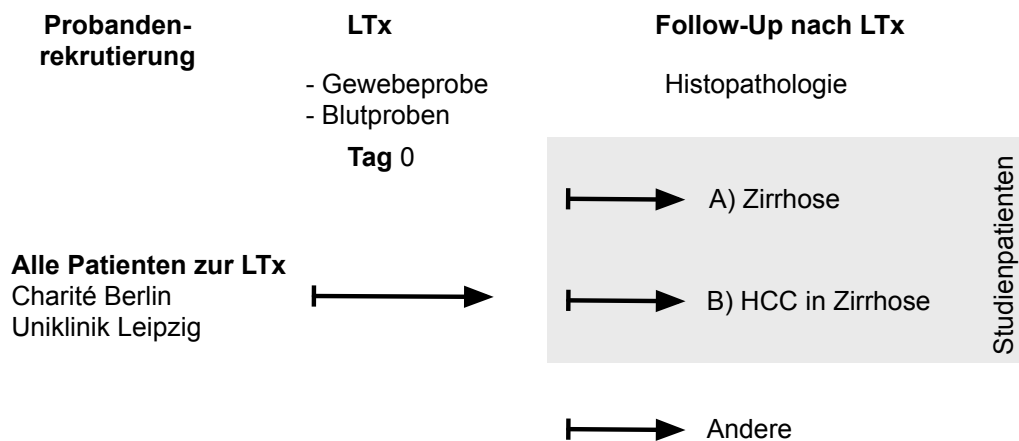 Probanden-
rekrutierung
LTx
Follow-Up nach LTx
- Gewebeprobe
- Blutproben
Histopathologie
Tag 0
A) Zirrhose
Alle Patienten zur LTx
Charité Berlin
Uniklinik Leipzig
B) HCC in Zirrhose
Studienpatienten
Andere